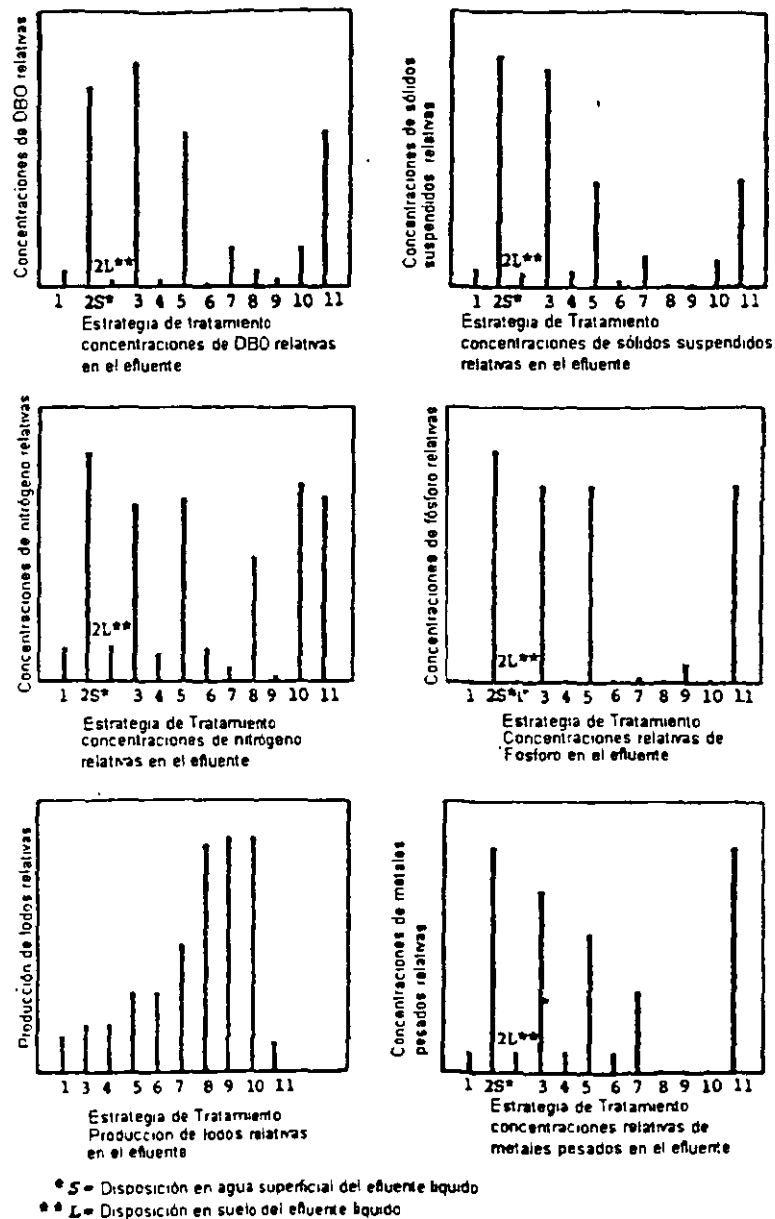 Concentraciones de DBO relativas
2L**
1 2S* 3 4 5 6 7 8 9 10 11
Estrategia de tratamiento
concentraciones de DBO relativas
en el efluente
Concentraciones de sólidos
suspendidos relativas
2L**
1 2S* 3 4 5 6 7 8 9 10 11
Estrategia de Tratamiento
concentraciones de sólidos suspendidos
relativas en el efluente
Concentraciones de nitrógeno relativas
2L**
1 2S* 3 4 5 6 7 8 9 10 11
Estrategia de Tratamiento
concentraciones de nitrógeno
relativas en el efluente
Concentraciones de fósforo relativas
2L**
1 2S* 3 4 5 6 7 8 9 10 11
Estrategia de Tratamiento
Concentraciones relativas de
Fosforo en el efluente
Producción de lodos relativas
1 3 4 5 6 7 8 9 10 11
Estrategia de Tratamiento
Producción de lodos relativas
en el efluente
Concentraciones de metales
pesados relativas
2L**
1 2S* 3 4 5 6 7 8 9 10 11
Estrategia de Tratamiento
concentraciones relativas de
metales pesados en el efluente
* S= Disposición en agua superficial del efluente liquido
** L= Disposición en suelo del efluente liquido